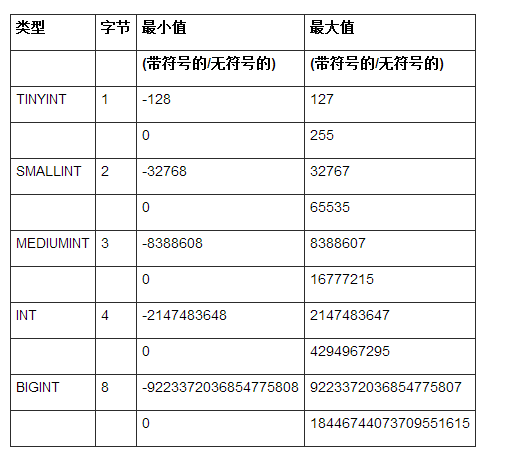 类型 字节 最小值 最大值
(带符号的/无符号的) (带符号的/无符号的)
TINYINT 1 -128 127
0 255
SMALLINT 2 -32768 32767
0 65535
MEDIUMINT 3 -8388608 8388607
0 16777215
INT 4 -2147483648 2147483647
0 4294967295
BIGINT 8 -9223372036854775808 9223372036854775807
0 18446744073709551615